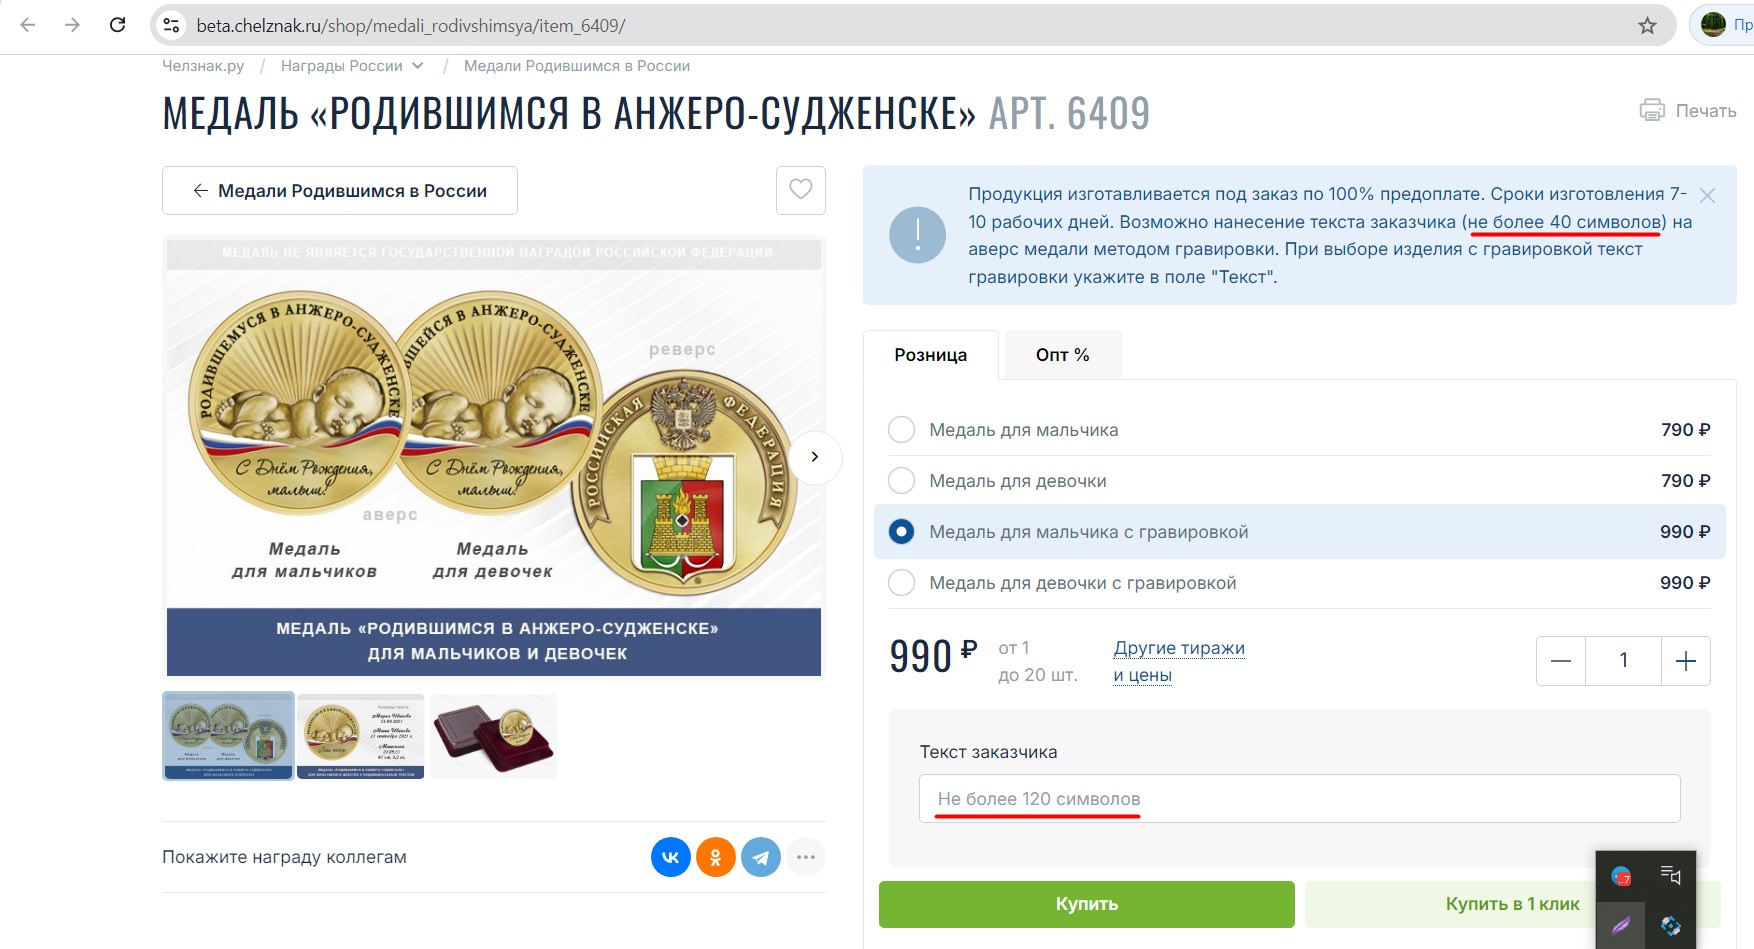 beta.chelznak.ru/shop/medali_rodivshimsya/item_6409/
Пр
Челзнак.ру / Награды России / Медали Родившимся в России
МЕДАЛЬ «РОДИВШИМСЯ В АНЖЕРО-СУДЖЕНСКЕ» АРТ. 6409
Печать
← Медали Родившимся в России
МЕДАЛЬ НЕ ЯВЛЯЕТСЯ ГОСУДАРСТВЕННОЙ НАГРАДОЙ РОССИЙСКОЙ ФЕДЕРАЦИИ
РОДИВШЕМУСЯ В АНЖЕРО-СУДЖЕНСКЕ
С Днём Рождения,
малыш!
ШЕЙСЯ В АНЖЕРО-СУДЖЕНСКЕ
С Днём Рождения,
малыш!
аверс
реверс
РОССИЙСКАЯ ФЕДЕРАЦИЯ
Медаль
для мальчиков
Медаль
для девочек
МЕДАЛЬ «РОДИВШИМСЯ В АНЖЕРО-СУДЖЕНСКЕ»
ДЛЯ МАЛЬЧИКОВ И ДЕВОЧЕК
Покажите награду коллегам
Продукция изготавливается под заказ по 100% предоплате. Сроки изготовления 7-
10 рабочих дней. Возможно нанесение текста заказчика (не более 40 символов) на
аверс медали методом гравировки. При выборе изделия с гравировкой текст
гравировки укажите в поле "Текст".
Розница
Опт %
Медаль для мальчика 790 ₽
Медаль для девочки 790 ₽
Медаль для мальчика с гравировкой 990 ₽
Медаль для девочки с гравировкой 990 ₽
990 ₽
от 1
до 20 шт.
Другие тиражи
и цены
— 1 +
Текст заказчика
Не более 120 символов
Купить
Купить в 1 клик